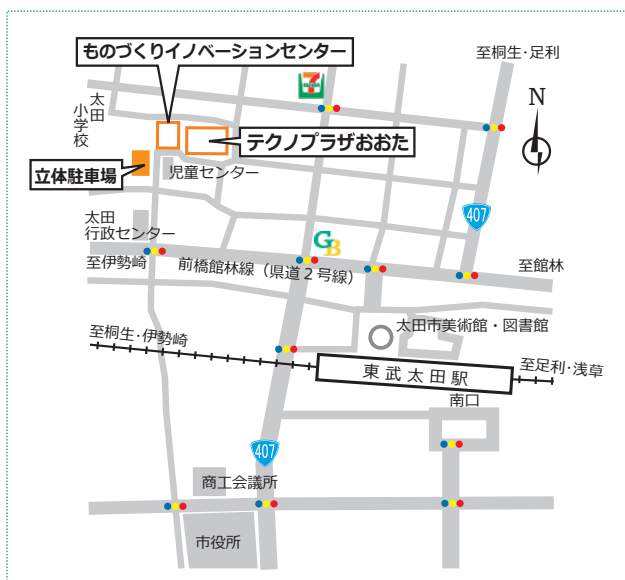 ものづくりイノベーションセンター
至桐生・足利
太田
小学校
N
テクノプラザおおた
立体駐車場
児童センター
407
太田
行政センター
GB
至伊勢崎
前橋館林線（県道２号線）
至館林
太田市美術館・図書館
至桐生・伊勢崎
東武太田駅
至足利・浅草
南口
407
商工会議所
市役所